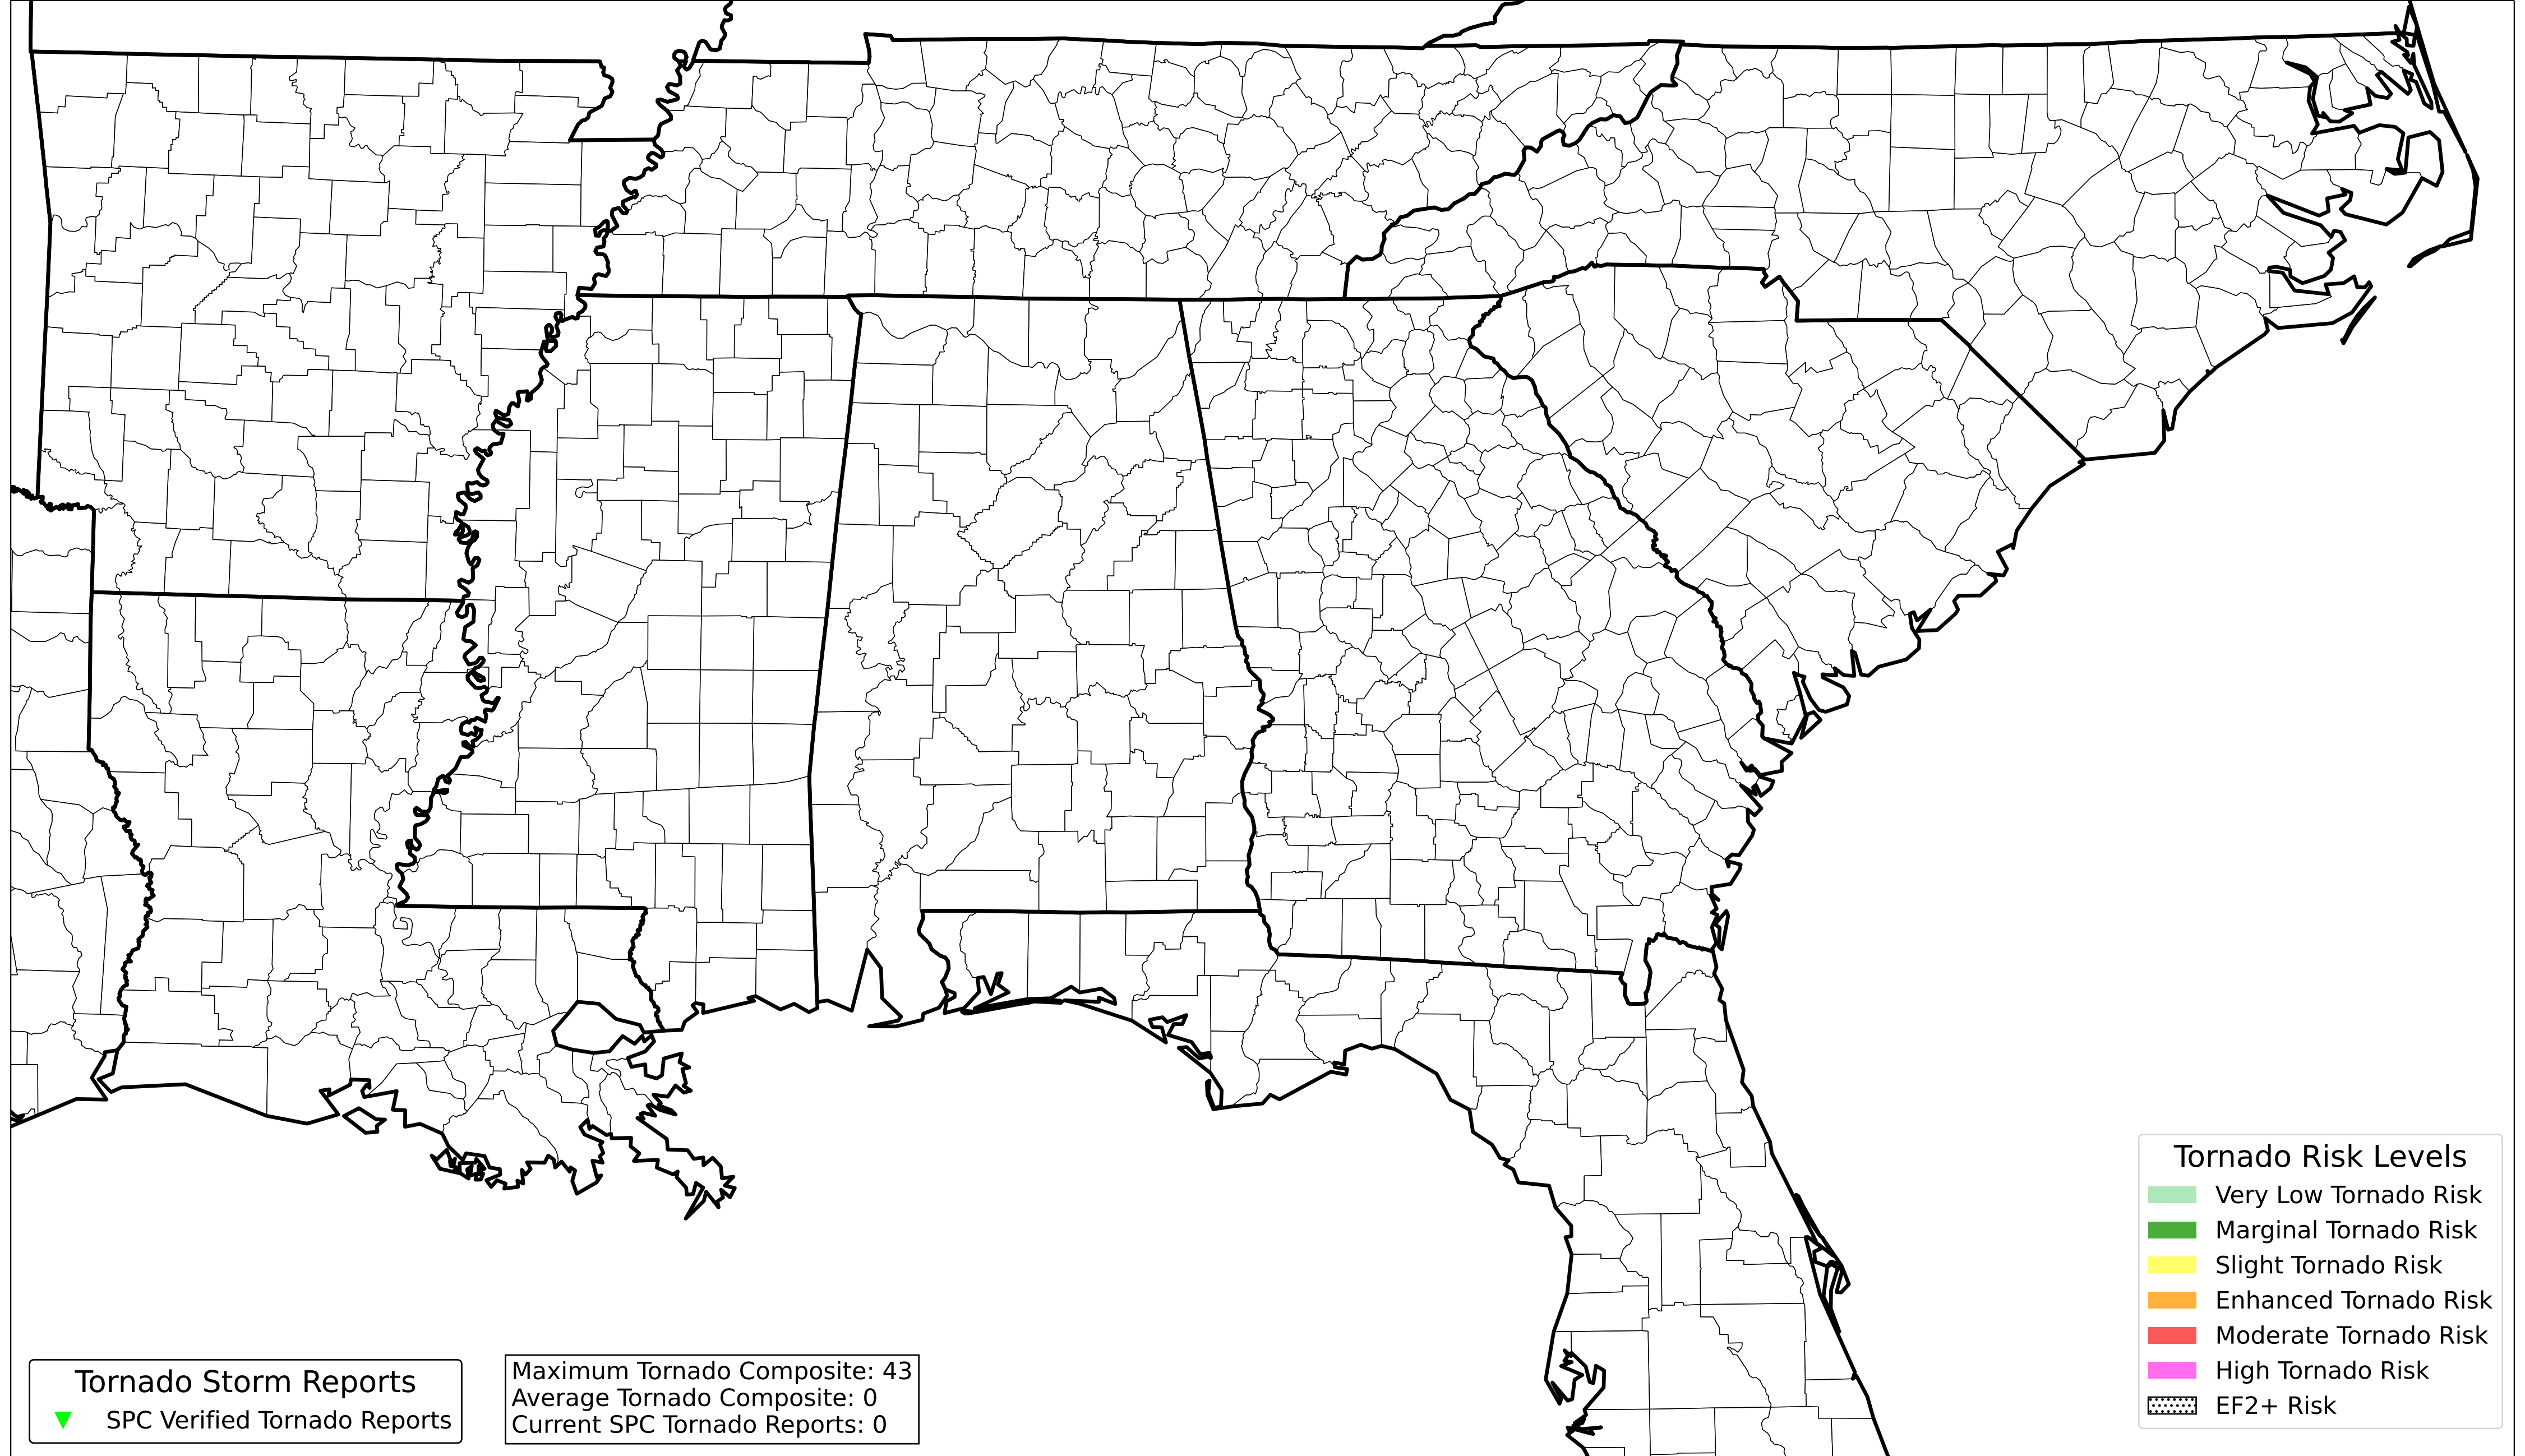 Tornado Storm Reports
SPC Verified Tornado Reports
Maximum Tornado Composite: 43
Average Tornado Composite: 0
Current SPC Tornado Reports: 0
Tornado Risk Levels
Very Low Tornado Risk
Marginal Tornado Risk
Slight Tornado Risk
Enhanced Tornado Risk
Moderate Tornado Risk
High Tornado Risk
EF2+ Risk